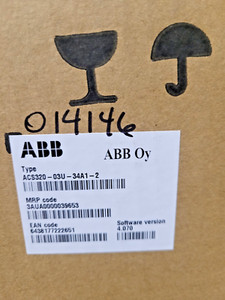 014146
ABB
ABB Oy
Type
ACS320-03U-34A1-2
MRP code
3AUA0000039653
EAN code
6438177222651
Software version
4.070